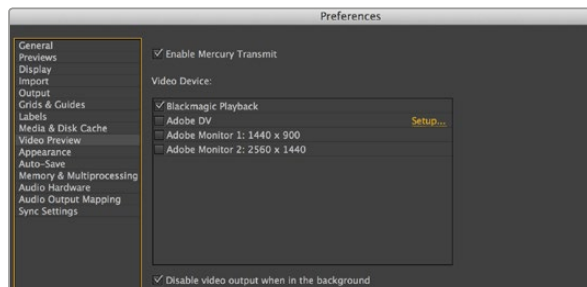 Preferences
General
Previews
Display
Import
Output
Grids & Guides
Labels
Media & Disk Cache
Video Preview
Appearance
Auto-Save
Memory & Multiprocessing
Audio Hardware
Audio Output Mapping
Sync Settings
Enable Mercury Transmit
Video Device:
Blackmagic Playback
Adobe DV Setup...
Adobe Monitor 1: 1440 x 900
Adobe Monitor 2: 2560 x 1440
Disable video output when in the background